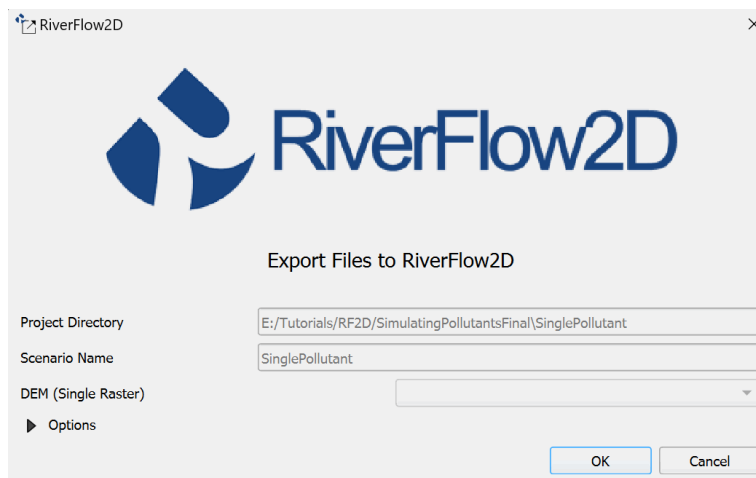 RiverFlow2D
RiverFlow2D
Export Files to RiverFlow2D
Project Directory
E:/Tutorials/RF2D/SimulatingPollutantsFinal\SinglePollutant
Scenario Name
SinglePollutant
DEM (Single Raster)
Options
OK
Cancel